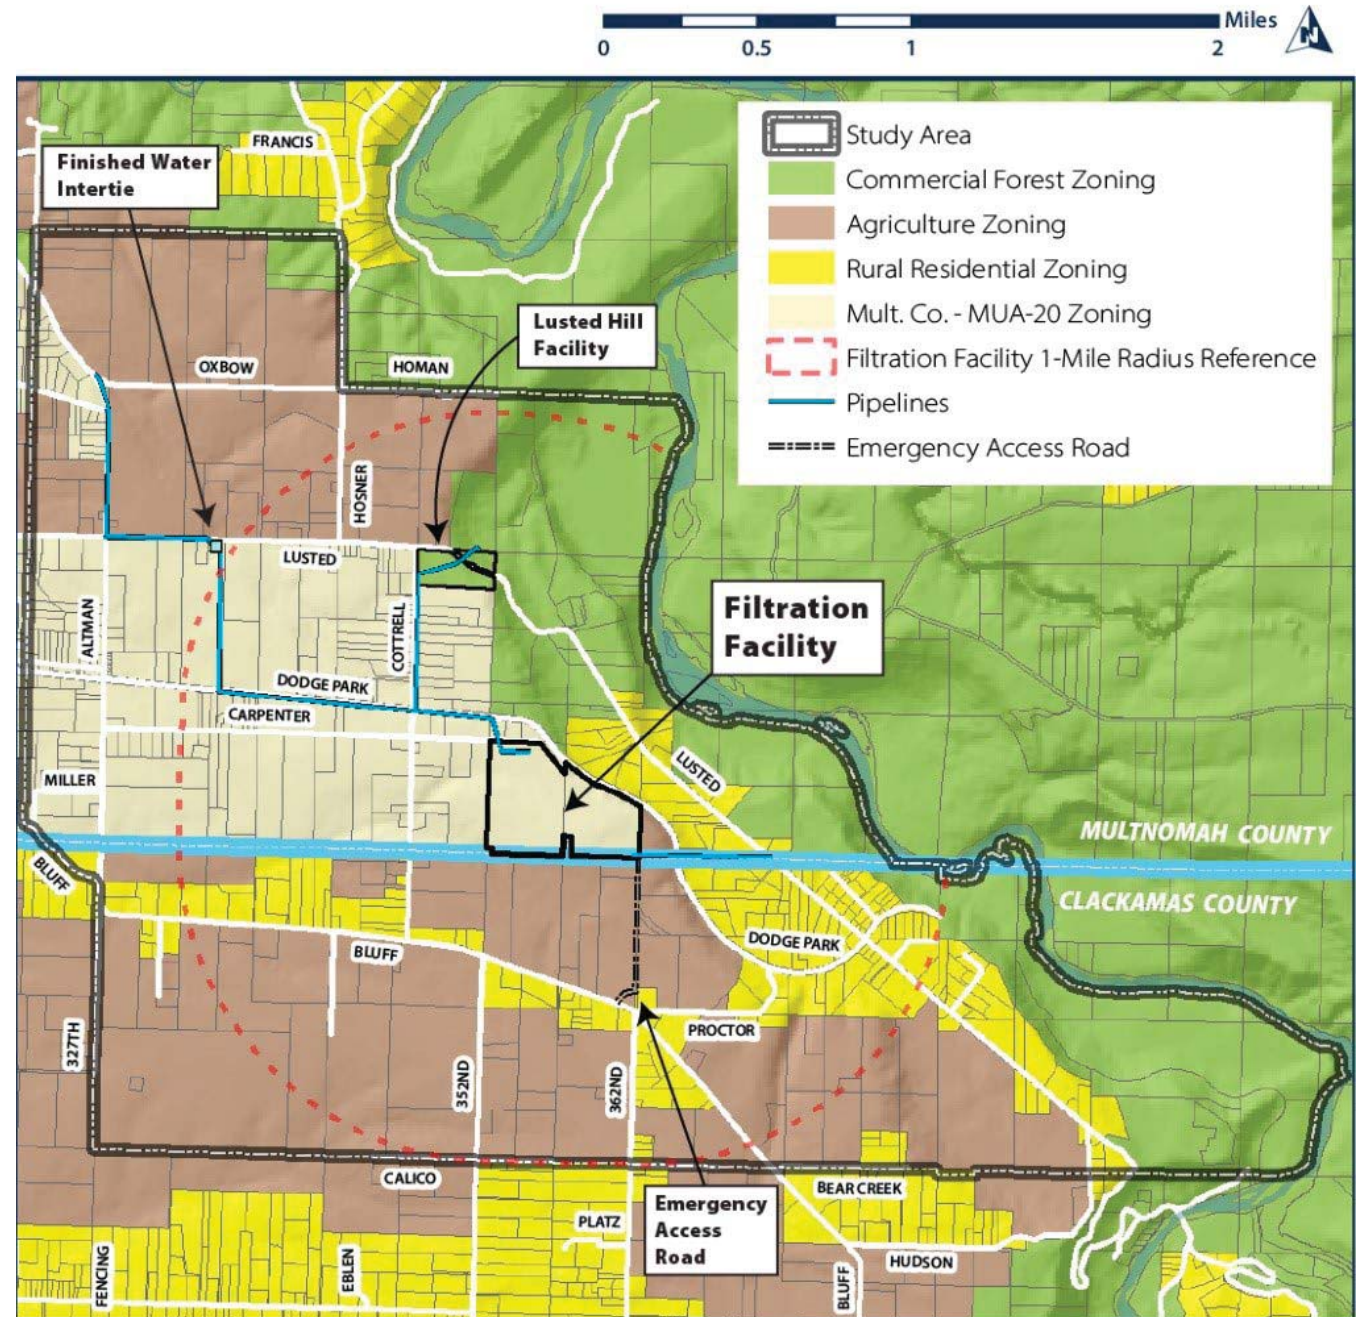 Miles
0
0.5
1
2
N
Study Area
Commercial Forest Zoning
Agriculture Zoning
Rural Residential Zoning
Mult. Co. - MUA-20 Zoning
Filtration Facility 1-Mile Radius Reference
Pipelines
Emergency Access Road
FRANCIS
Finished Water
Intertie
Lusted Hill
Facility
OXBOW
HOMAN
HOSNER
LUSTED
ALTMAN
COTTRELL
Filtration
Facility
DODGE PARK
CARPENTER
MILLER
LUSTED
MULTNOMAH COUNTY
CLACKAMAS COUNTY
BLUFF
BLUFF
DODGE PARK
PROCTOR
327TH
352ND
362ND
CALICO
BEAR CREEK
Emergency
Access
Road
PLATZ
FENCING
EBLEN
BLUFF
HUDSON